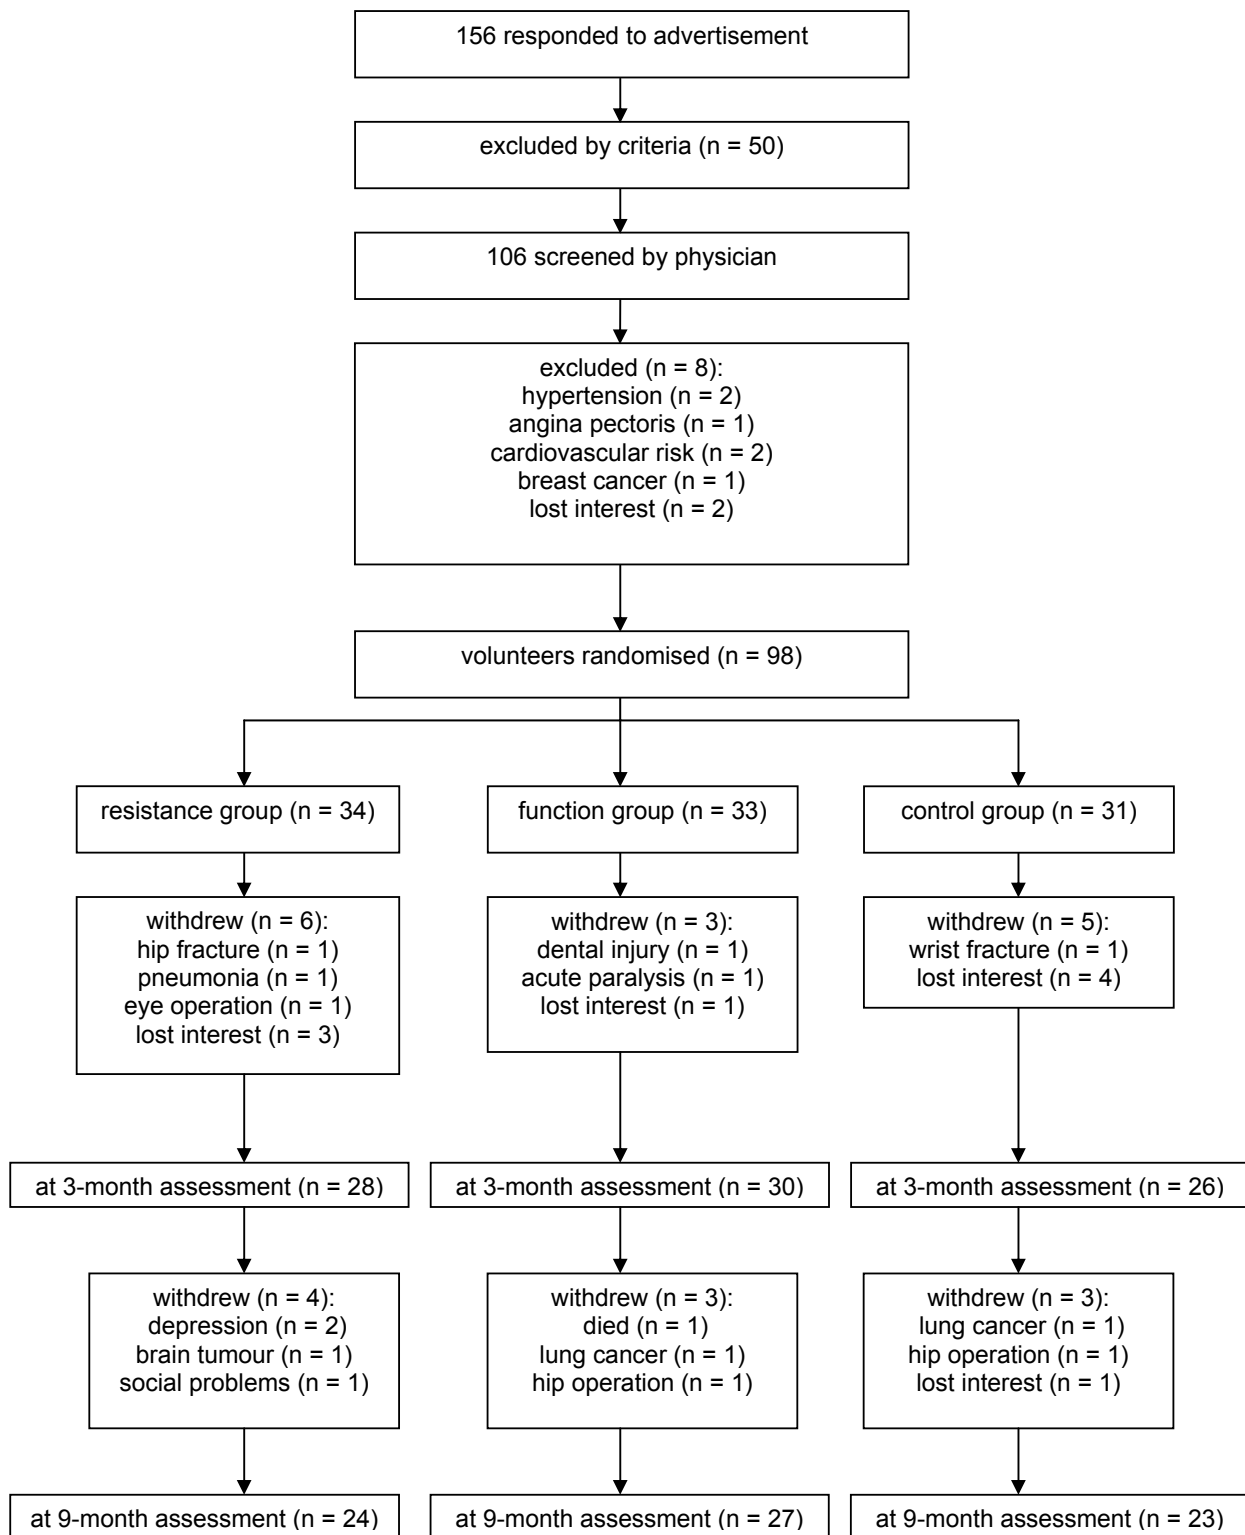 156 responded to advertisement
excluded by criteria (n = 50)
106 screened by physician
excluded (n = 8):
hypertension (n = 2)
angina pectoris (n = 1)
cardiovascular risk (n = 2)
breast cancer (n = 1)
lost interest (n = 2)
volunteers randomised (n = 98)
resistance group (n = 34)
function group (n = 33)
control group (n = 31)
withdrew (n = 6):
hip fracture (n = 1)
pneumonia (n = 1)
eye operation (n = 1)
lost interest (n = 3)
withdrew (n = 3):
dental injury (n = 1)
acute paralysis (n = 1)
lost interest (n = 1)
withdrew (n = 5):
wrist fracture (n = 1)
lost interest (n = 4)
at 3-month assessment (n = 28)
at 3-month assessment (n = 30)
at 3-month assessment (n = 26)
withdrew (n = 4):
depression (n = 2)
brain tumour (n = 1)
social problems (n = 1)
withdrew (n = 3):
died (n = 1)
lung cancer (n = 1)
hip operation (n = 1)
withdrew (n = 3):
lung cancer (n = 1)
hip operation (n = 1)
lost interest (n = 1)
at 9-month assessment (n = 24)
at 9-month assessment (n = 27)
at 9-month assessment (n = 23)